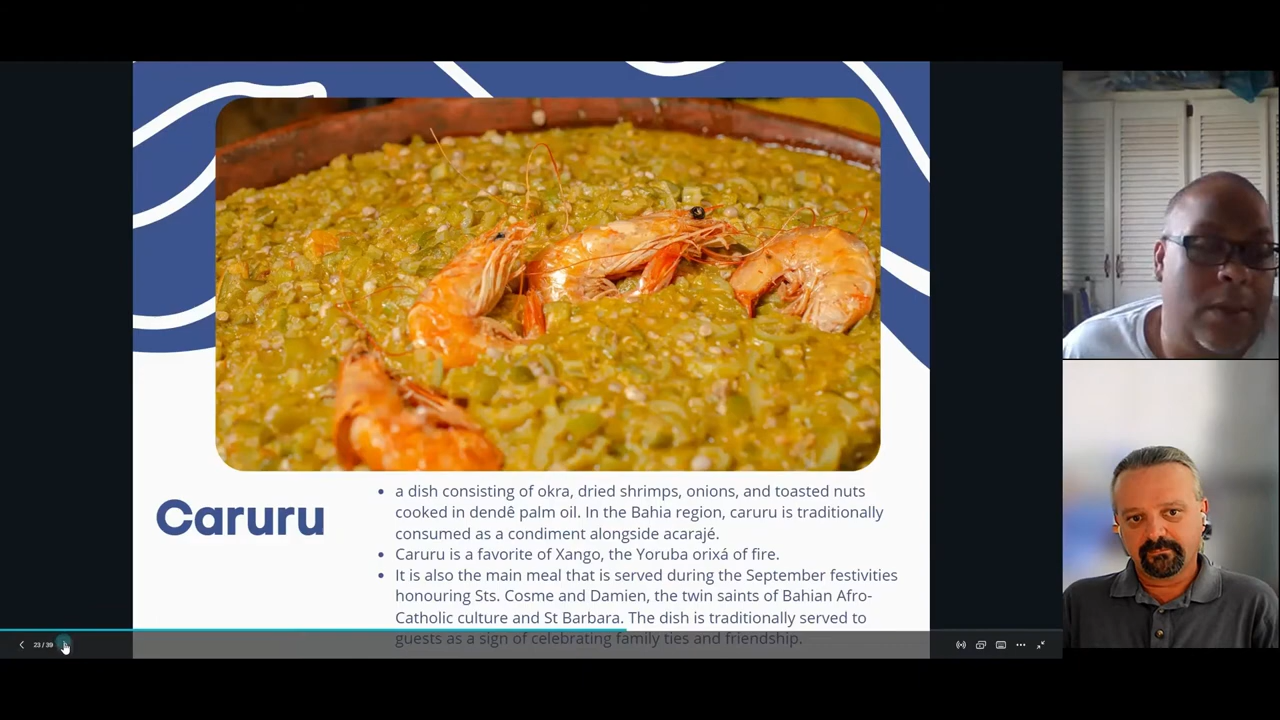 Caruru
• a dish consisting of okra, dried shrimps, onions, and toasted nuts
cooked in dendê palm oil. In the Bahia region, caruru is traditionally
consumed as a condiment alongside acarajé.
• Caruru is a favorite of Xango, the Yoruba orixá of fire.
• It is also the main meal that is served during the September festivities
honouring Sts. Cosme and Damien, the twin saints of Bahian Afro-
Catholic culture and St Barbara. The dish is traditionally served to
guests as a sign of celebrating family ties and friendship.
23 / 39